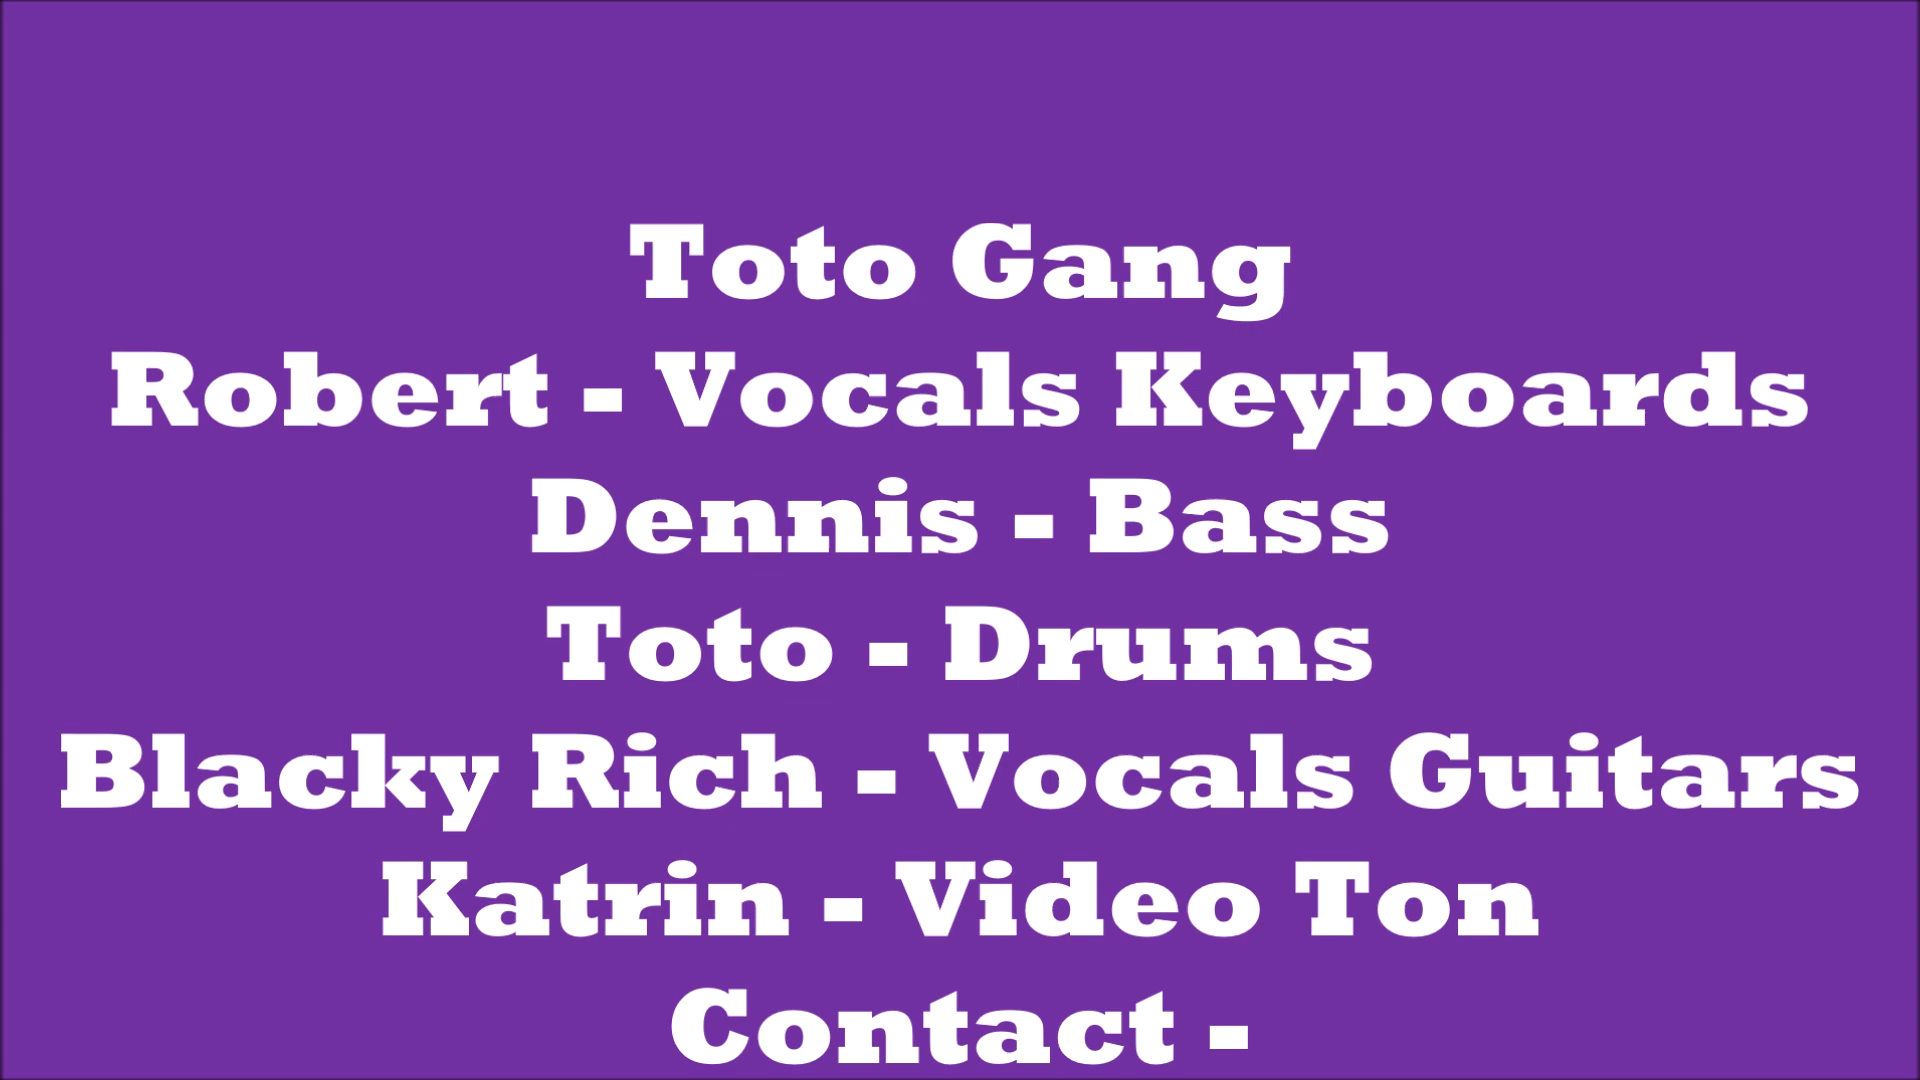 Toto Gang
Robert - Vocals Keyboards
Dennis - Bass
Toto - Drums
Blacky Rich - Vocals Guitars
Katrin - Video Ton
Contact -